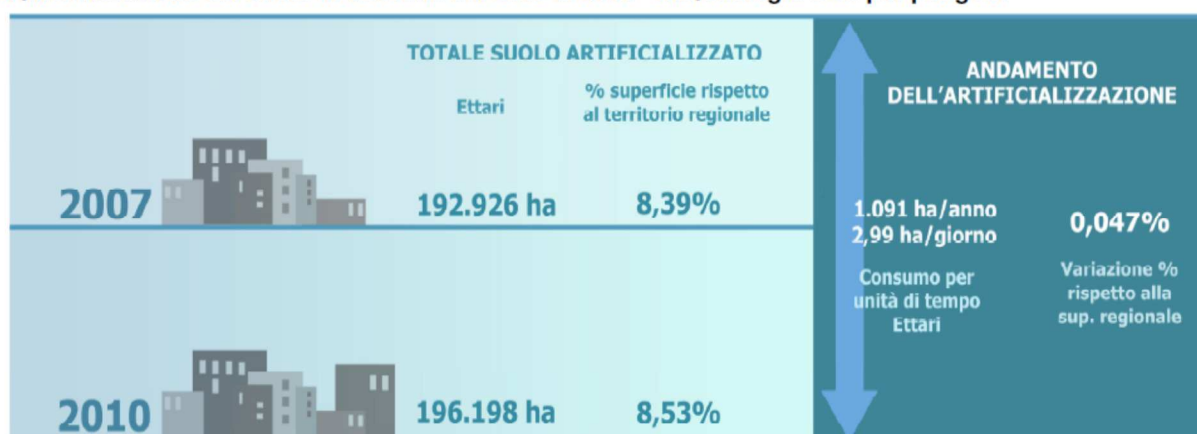 TOTALE SUOLO ARTIFICIALIZZATO
Ettari
% superficie rispetto
al territorio regionale
2007
192.926 ha
8,39%
2010
196.198 ha
8,53%
ANDAMENTO
DELL'ARTIFICIALIZZAZIONE
1.091 ha/anno
2,99 ha/giorno
0,047%
Consumo per
unità di tempo
Ettari
Variazione %
rispetto alla
sup. regionale